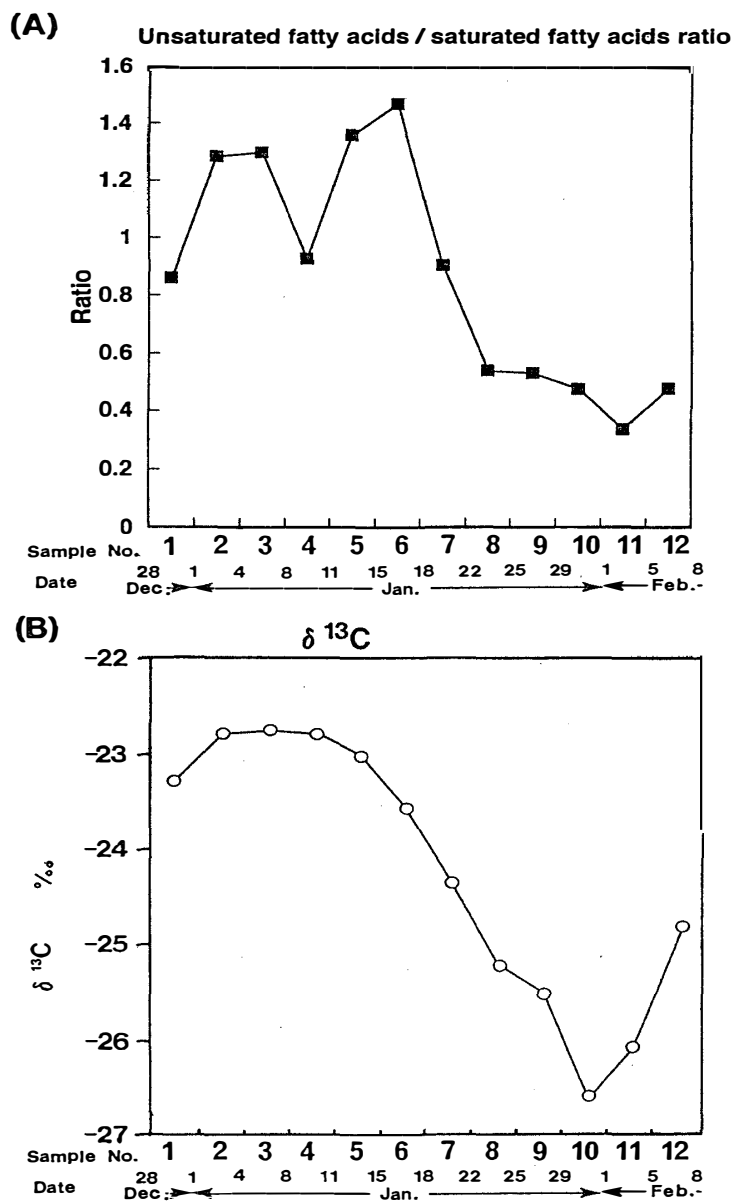 (A)
Unsaturated fatty acids / saturated fatty acids ratio
1.6
1.4
1.2
1
0.8
0.6
0.4
0.2
0
Ratio
Sample No. 1 2 3 4 5 6 7 8 9 10 11 12
Date 28 1 4 8 11 15 18 22 25 29 1 5 8
Dec. Jan. Feb.-
(B)
δ 13C
-22
-23
-24
-25
-26
-27
δ 13C ‰
Sample No. 1 2 3 4 5 6 7 8 9 10 11 12
Date 28 1 4 8 11 15 18 22 25 29 1 5 8
Dec. Jan. Feb.-